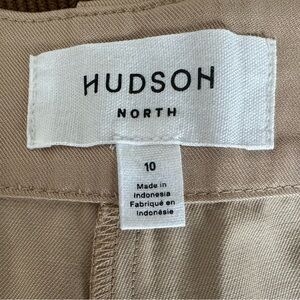 HUDSON
NORTH
10
Made in
Indonesia
Fabriqué en
Indonésie